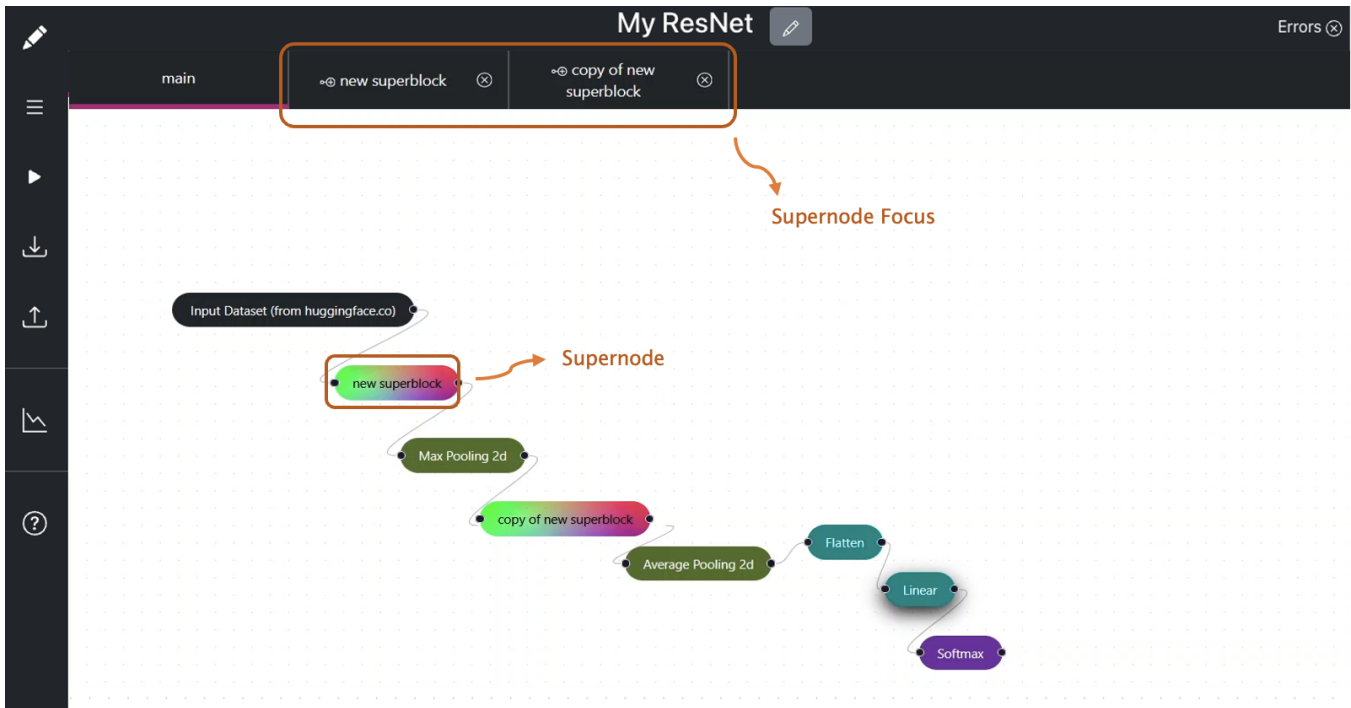 My ResNet
Errors
main
new superblock
copy of new
superblock
Supernode Focus
Input Dataset (from huggingface.co)
Supernode
new superblock
Max Pooling 2d
copy of new superblock
Flatten
Average Pooling 2d
Linear
Softmax